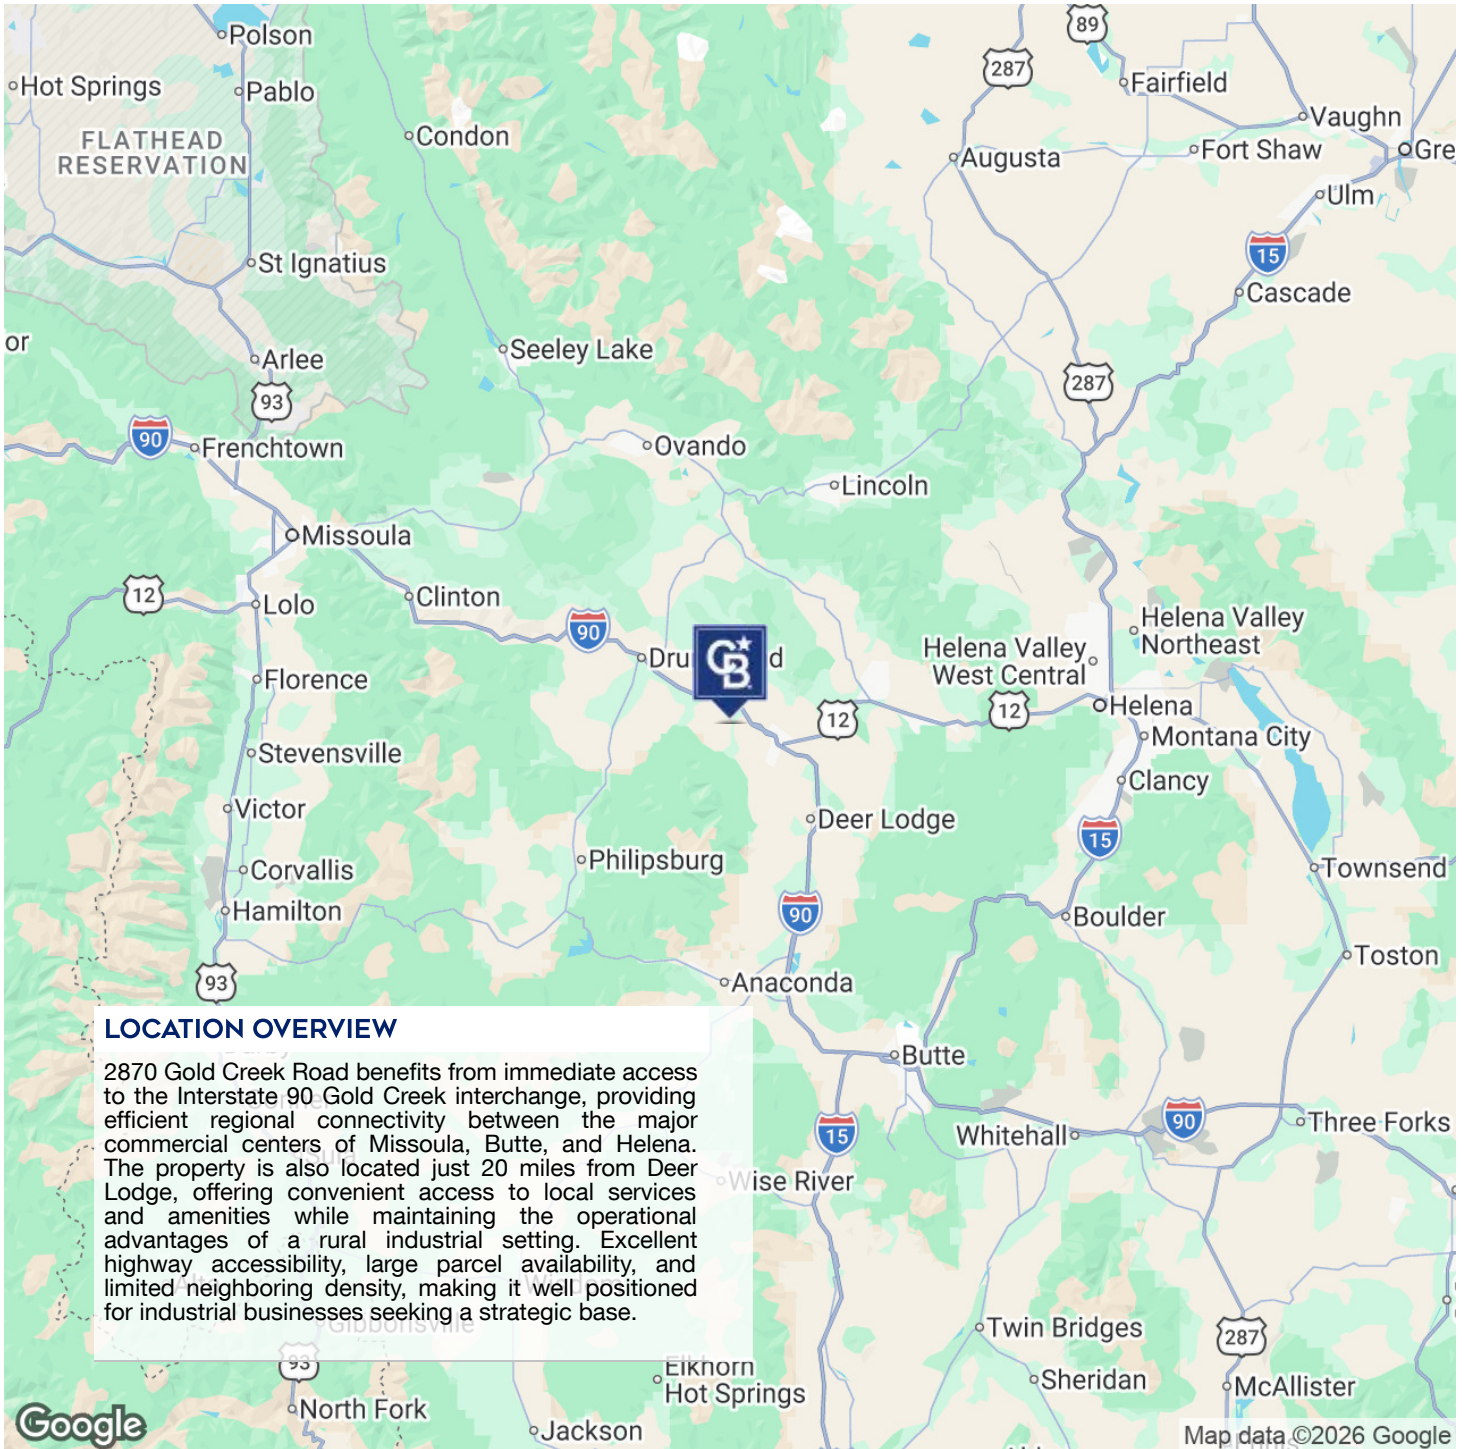 Polson
89
287
Hot Springs
Pablo
Fairfield
Vaughn
FLATHEAD
RESERVATION
Condon
Augusta
Fort Shaw
Gre
Ulm
St Ignatius
15
Cascade
or
Seeley Lake
Arlee
287
93
90
Frenchtown
Ovando
Lincoln
Missoula
12
Clinton
Lolo
90
Helena Valley
Northeast
Dru
CB
d
Helena Valley
West Central
Florence
12
12
Helena
Montana City
Stevensville
Clancy
Victor
Deer Lodge
15
Philipsburg
Corvallis
Townsend
Hamilton
90
Boulder
Toston
93
Anaconda
LOCATION OVERVIEW
Butte
2870 Gold Creek Road benefits from immediate access
to the Interstate 90 Gold Creek interchange, providing
efficient regional connectivity between the major
commercial centers of Missoula, Butte, and Helena.
The property is also located just 20 miles from Deer
Lodge, offering convenient access to local services
and amenities while maintaining the operational
advantages of a rural industrial setting. Excellent
highway accessibility, large parcel availability, and
limited neighboring density, making it well positioned
for industrial businesses seeking a strategic base.
Sula
Wisdom
Gibbonsville
15
Whitehall
90
Three Forks
Wise River
Twin Bridges
287
93
Elkhorn
Hot Springs
Sheridan
McAllister
North Fork
Jackson
Google
Map data ©2026 Google